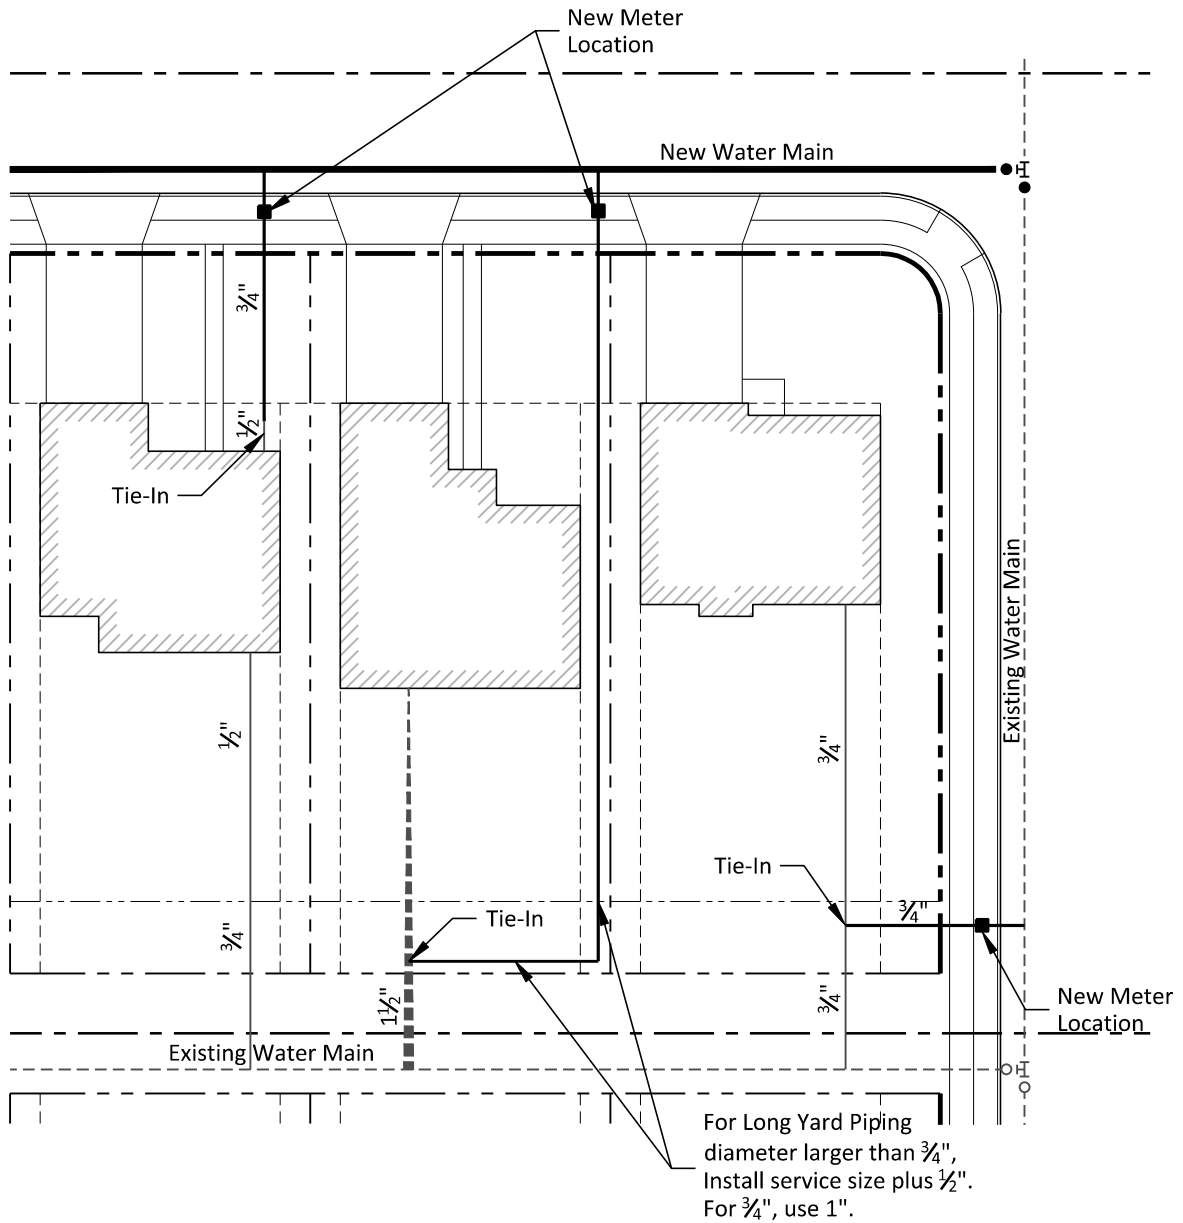 New Meter
Location
New Water Main
¾"
½"
Tie-In
Existing Water Main
½"
¾"
Tie-In
¾"
¾"
Tie-In
1½"
¾"
New Meter
Location
Existing Water Main
For Long Yard Piping
diameter larger than ¾",
Install service size plus ½".
For ¾", use 1".